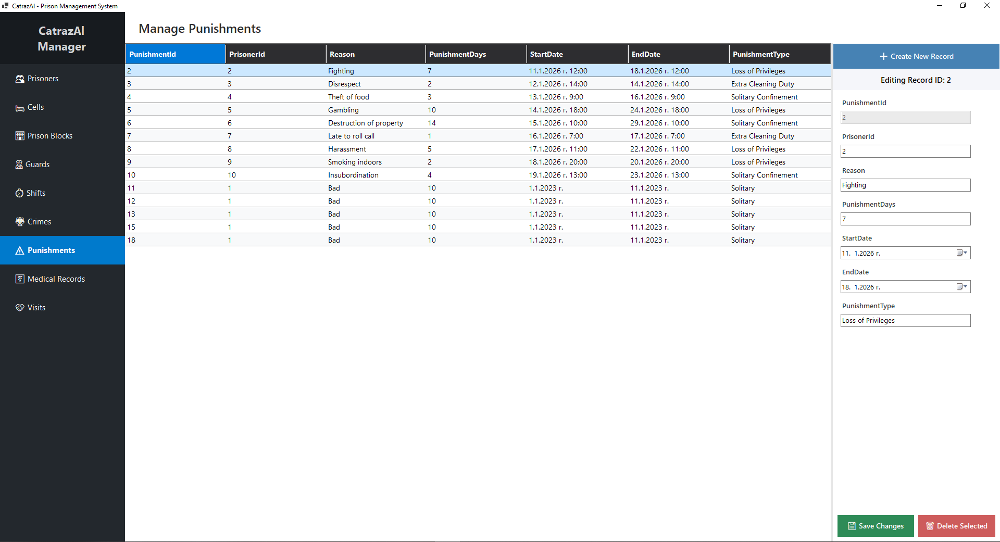 CatrazAl - Prison Management System
CatrazAl
Manager
Prisoners
Cells
Prison Blocks
Guards
Shifts
Crimes
Punishments
Medical Records
Visits
Manage Punishments
PunishmentId PrisonerId Reason PunishmentDays StartDate EndDate PunishmentType
2 2 Fighting 7 11.1.2026 г. 12:00 18.1.2026 г. 12:00 Loss of Privileges
3 3 Disrespect 2 12.1.2026 г. 14:00 14.1.2026 г. 14:00 Extra Cleaning Duty
4 4 Theft of food 3 13.1.2026 г. 9:00 16.1.2026 г. 9:00 Solitary Confinement
5 5 Gambling 10 14.1.2026 г. 18:00 24.1.2026 г. 18:00 Loss of Privileges
6 6 Destruction of property 14 15.1.2026 г. 10:00 29.1.2026 г. 10:00 Solitary Confinement
7 7 Late to roll call 1 16.1.2026 г. 7:00 17.1.2026 г. 7:00 Extra Cleaning Duty
8 8 Harassment 5 17.1.2026 г. 11:00 22.1.2026 г. 11:00 Loss of Privileges
9 9 Smoking indoors 2 18.1.2026 г. 20:00 20.1.2026 г. 20:00 Loss of Privileges
10 10 Insubordination 4 19.1.2026 г. 13:00 23.1.2026 г. 13:00 Solitary Confinement
11 1 Bad 10 1.1.2023 г. 11.1.2023 г. Solitary
12 1 Bad 10 1.1.2023 г. 11.1.2023 г. Solitary
13 1 Bad 10 1.1.2023 г. 11.1.2023 г. Solitary
15 1 Bad 10 1.1.2023 г. 11.1.2023 г. Solitary
18 1 Bad 10 1.1.2023 г. 11.1.2023 г. Solitary
Create New Record
Editing Record ID: 2
PunishmentId
2
PrisonerId
2
Reason
Fighting
PunishmentDays
7
StartDate
11. 1.2026 г.
EndDate
18. 1.2026 г.
PunishmentType
Loss of Privileges
Save Changes
Delete Selected